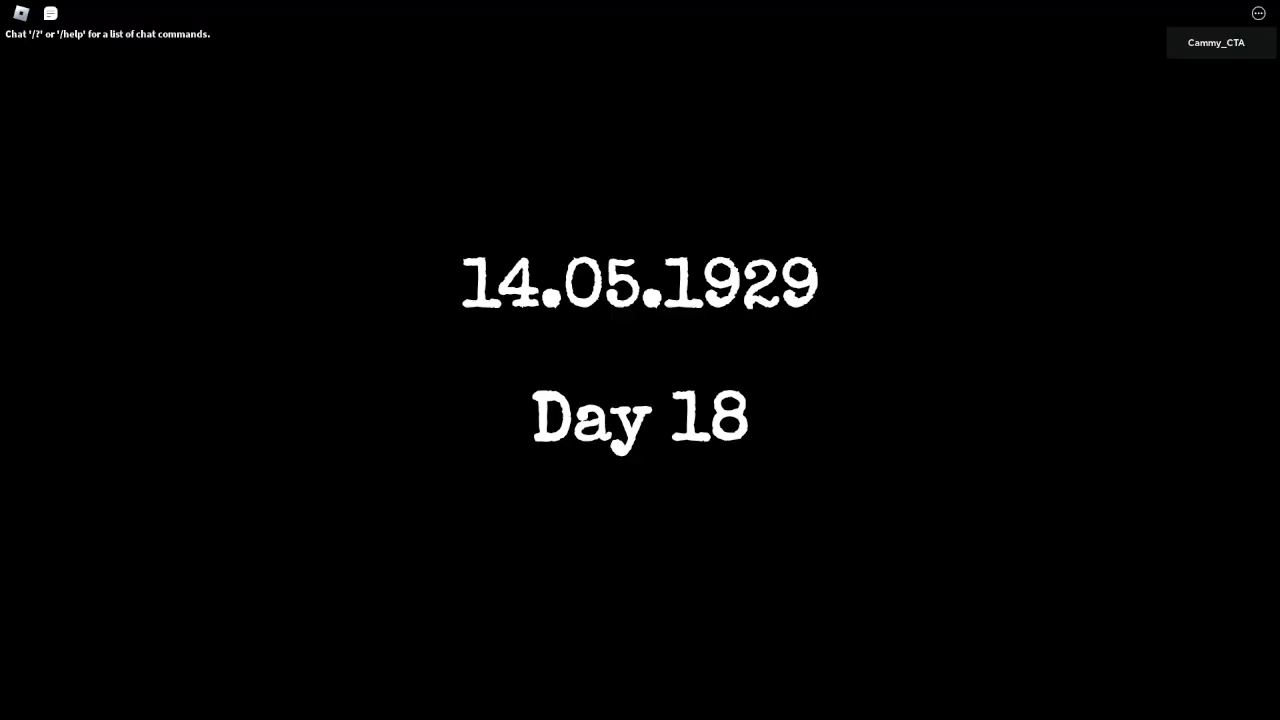 Chat '/?' or '/help' for a list of chat commands.
Cammy_CTA
14.05.1929
Day 18